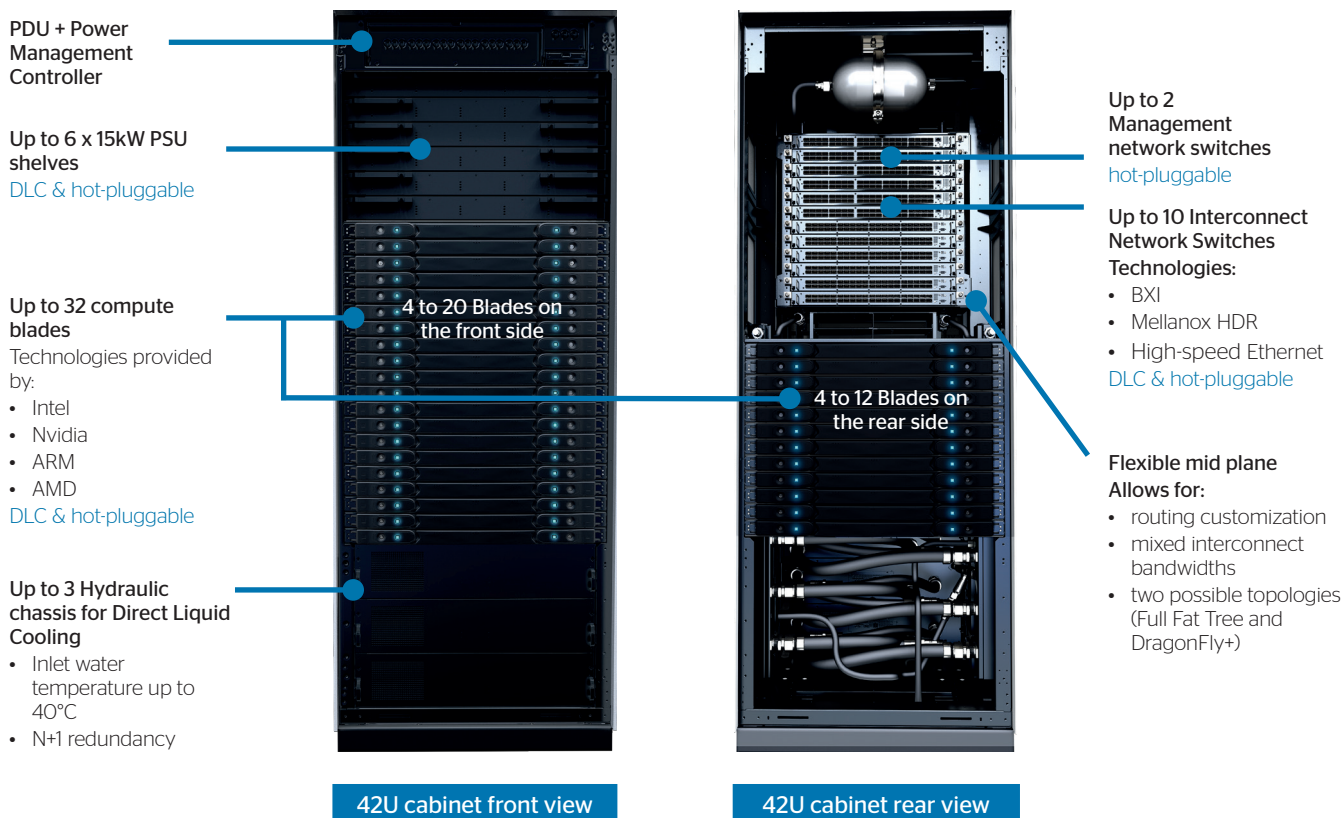 PDU + Power
Management
Controller
Up to 6 x 15kW PSU
shelves
DLC & hot-pluggable
Up to 32 compute
blades
Technologies provided
by:
• Intel
• Nvidia
• ARM
• AMD
DLC & hot-pluggable
Up to 3 Hydraulic
chassis for Direct Liquid
Cooling
• Inlet water
temperature up to
40°C
• N+1 redundancy
4 to 20 Blades on
the front side
42U cabinet front view
4 to 12 Blades on
the rear side
42U cabinet rear view
Up to 2
Management
network switches
hot-pluggable
Up to 10 Interconnect
Network Switches
Technologies:
• BXI
• Mellanox HDR
• High-speed Ethernet
DLC & hot-pluggable
Flexible mid plane
Allows for:
• routing customization
• mixed interconnect
bandwidths
• two possible topologies
(Full Fat Tree and
DragonFly+)